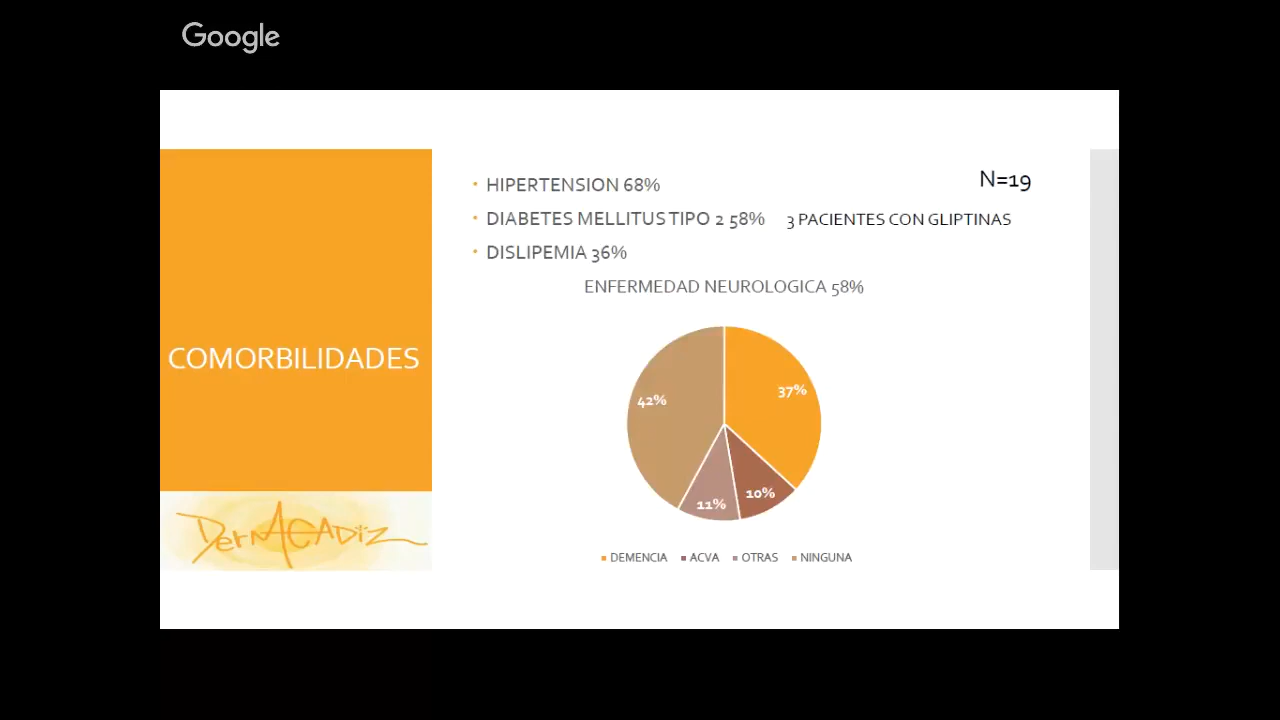 Google
N=19
• HIPERTENSION 68%
• DIABETES MELLITUS TIPO 2 58% 3 PACIENTES CON GLIPTINAS
• DISLIPEMIA 36%
ENFERMEDAD NEUROLOGICA 58%
COMORBILIDADES
37%
42%
10%
11%
DermACADIZ
DEMENCIA ACVA OTRAS NINGUNA